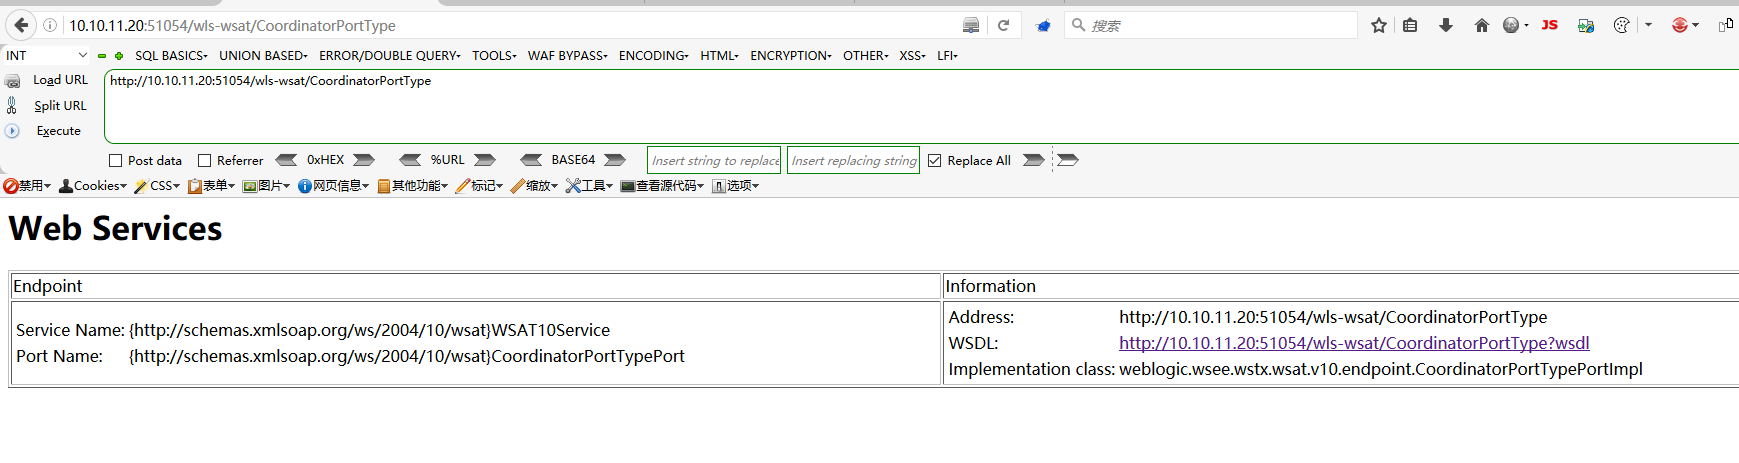 10.10.11.20:51054/wls-wsat/CoordinatorPortType
搜索
JS
INT
SQL BASICS
UNION BASED
ERROR/DOUBLE QUERY
TOOLS
WAF BYPASS
ENCODING
HTML
ENCRYPTION
OTHER
XSS
LFI
Load URL
http://10.10.11.20:51054/wls-wsat/CoordinatorPortType
Split URL
Execute
Post data
Referrer
0xHEX
%URL
BASE64
Insert string to replace
Insert replacing string
Replace All
禁用
Cookies
CSS
表单
图片
网页信息
其他功能
标记
缩放
工具
查看源代码
选项
Web Services
Endpoint
Information
Service Name: {http://schemas.xmlsoap.org/ws/2004/10/wsat}WSAT10Service
Port Name: {http://schemas.xmlsoap.org/ws/2004/10/wsat}CoordinatorPortTypePort
Address: http://10.10.11.20:51054/wls-wsat/CoordinatorPortType
WSDL: http://10.10.11.20:51054/wls-wsat/CoordinatorPortType?wsdl
Implementation class: weblogic.wsee.wstx.wsat.v10.endpoint.CoordinatorPortTypePortImpl